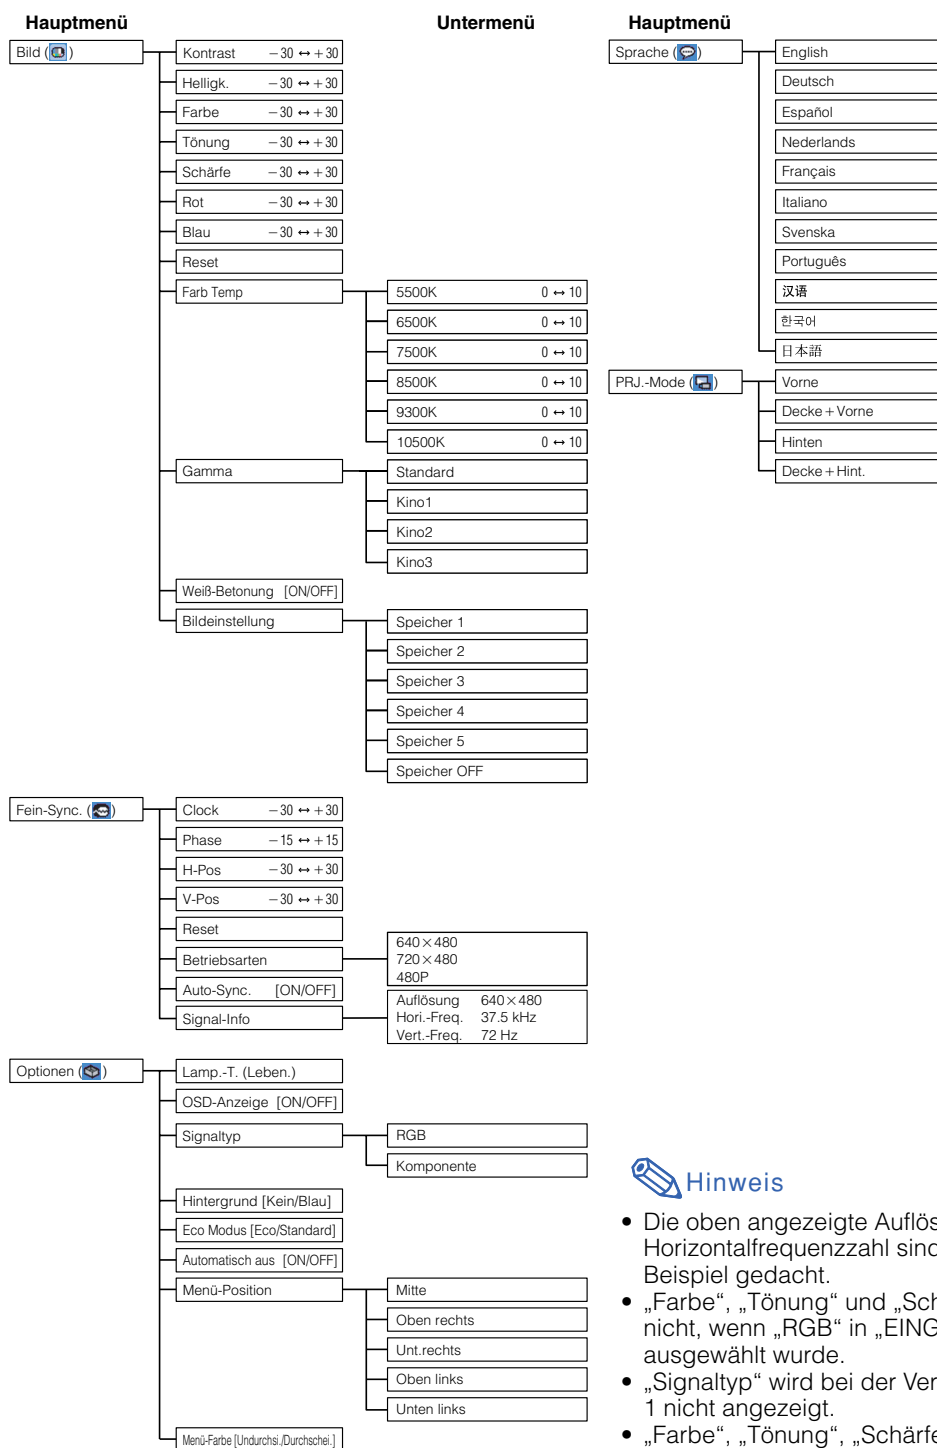 Hauptmenü
Untermenü
Bild ( )
Kontrast −30 ↔ +30
Helligk. −30 ↔ +30
Farbe −30 ↔ +30
Tönung −30 ↔ +30
Schärfe −30 ↔ +30
Rot −30 ↔ +30
Blau −30 ↔ +30
Reset
Farb Temp
5500K 0 ↔ 10
6500K 0 ↔ 10
7500K 0 ↔ 10
8500K 0 ↔ 10
9300K 0 ↔ 10
10500K 0 ↔ 10
Gamma
Standard
Kino1
Kino2
Kino3
Weiß-Betonung [ON/OFF]
Bildeinstellung
Speicher 1
Speicher 2
Speicher 3
Speicher 4
Speicher 5
Speicher OFF
Fein-Sync. ( )
Clock −30 ↔ +30
Phase −15 ↔ +15
H-Pos −30 ↔ +30
V-Pos −30 ↔ +30
Reset
Betriebsarten
640×480
720×480
480P
Auto-Sync. [ON/OFF]
Signal-Info
Auflösung 640×480
Hori.-Freq. 37.5 kHz
Vert.-Freq. 72 Hz
Optionen ( )
Lamp.-T. (Leben.)
OSD-Anzeige [ON/OFF]
Signaltyp
RGB
Komponente
Hintergrund [Kein/Blau]
Eco Modus [Eco/Standard]
Automatisch aus [ON/OFF]
Menü-Position
Mitte
Oben rechts
Unt.rechts
Oben links
Unten links
Menü-Farbe [Undurchsi./Durchschei.]
Hauptmenü
Sprache ( )
English
Deutsch
Español
Nederlands
Français
Italiano
Svenska
Português
汉语
한국어
日本語
PRJ.-Mode ( )
Vorne
Decke+Vorne
Hinten
Decke+Hint.
Hinweis
• Die oben angezeigte Auflös
Horizontalfrequenzzahl sind
Beispiel gedacht.
• „Farbe“, „Tönung“ und „Sch
nicht, wenn „RGB“ in „EING
ausgewählt wurde.
• „Signaltyp“ wird bei der Ver
1 nicht angezeigt.
• „Farbe“, „Tönung“, „Schärfe